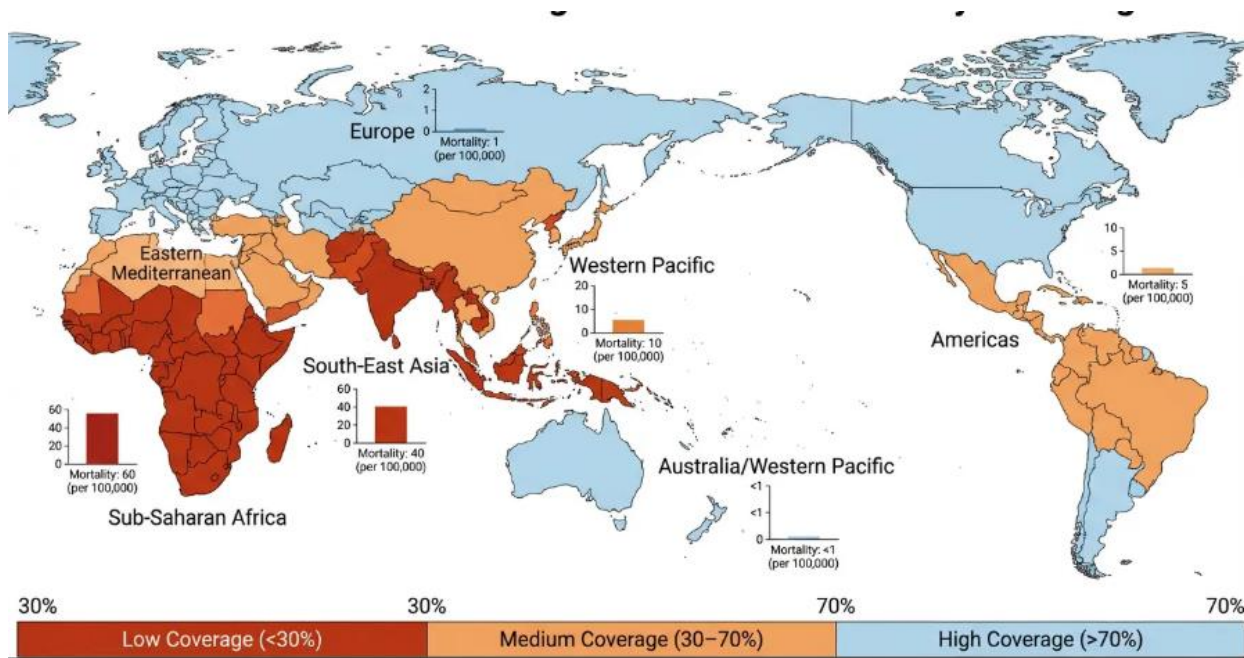 2
1
0
Europe
Mortality: 1
(per 100,000)
Eastern
Mediterranean
Western Pacific
20
10
0
Mortality: 10
(per 100,000)
10
5
0
Mortality: 5
(per 100,000)
Americas
South-East Asia
60
40
20
0
Mortality: 40
(per 100,000)
60
40
20
0
Mortality: 60
(per 100,000)
Sub-Saharan Africa
Australia/Western Pacific
<1
<1
0
Mortality: <1
(per 100,000)
30% 30% 70% 70%
Low Coverage (<30%) Medium Coverage (30–70%) High Coverage (>70%)